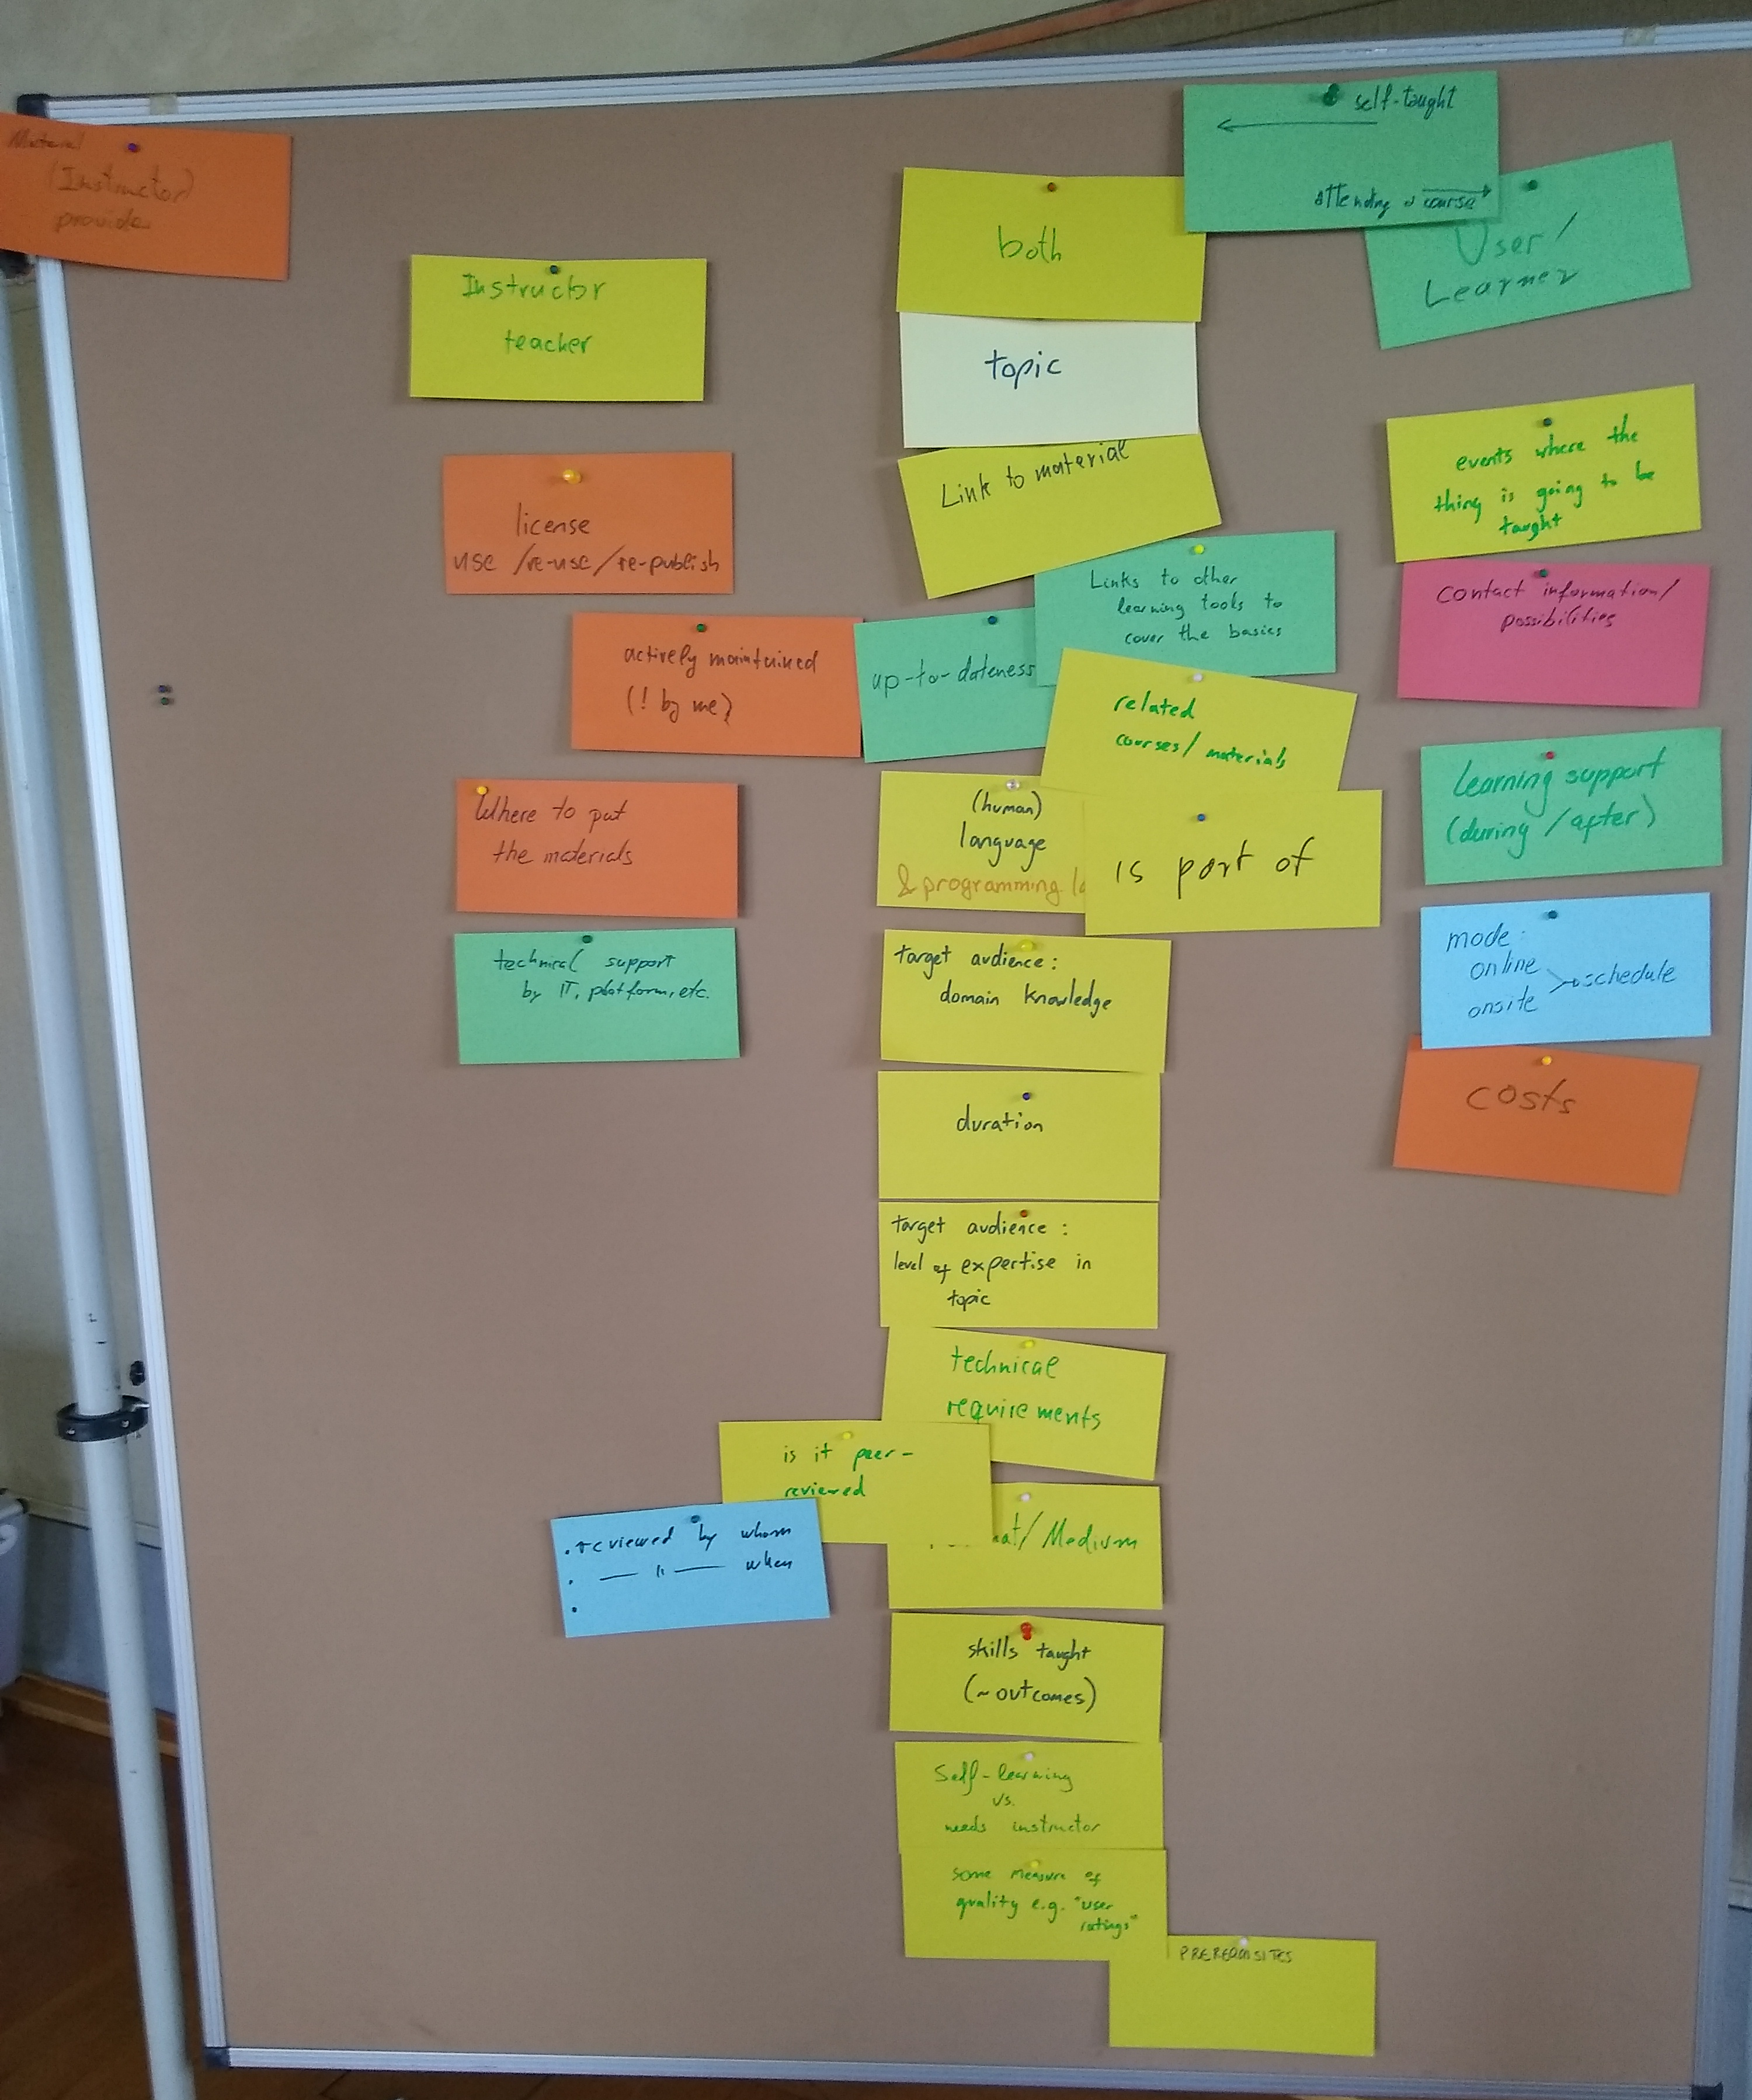 Material
(Instructor)
provide
Instructor
teacher
license
use /re-use/re-publish
actively maintained
(! by me)
Where to put
the materials
technical support
by IT, platform, etc.
both
topic
Link to material
Links to other
learning tools to
cover the basics
up-to-dateness
related
courses/materials
(human)
language
& programming
is part of
target audience:
domain knowledge
duration
target audience:
level of expertise in
topic
technical
requirements
is it peer-
reviewed
. reviewed by whom
. — " — when
.
/ Medium
skills taught
(~outcomes)
Self-learning
vs.
needs instructor
some measure of
quality e.g. "user
ratings"
PREREQUISITES
self-taught
attending a course
User/
Learner
events where the
thing is going to be
taught
contact information/
possibilities
learning support
(during/after)
mode:
online
onsite
schedule
costs